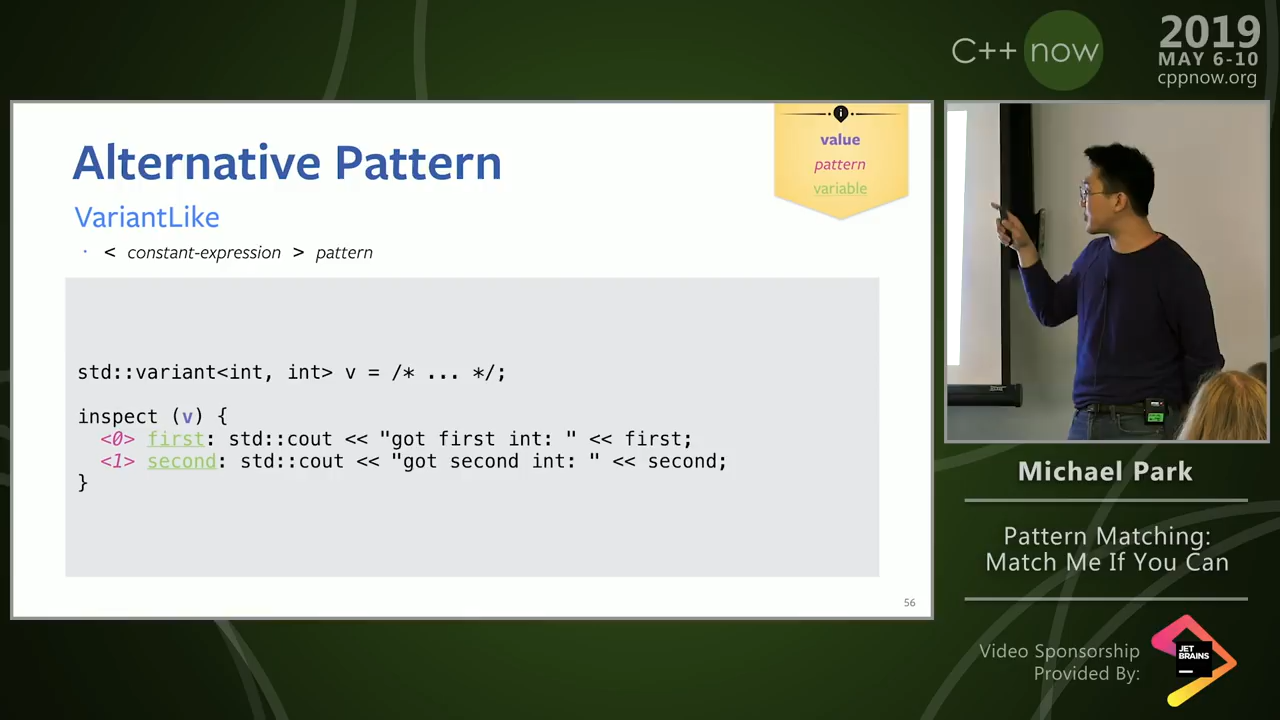 C++ now
2019
MAY 6-10
cppnow.org
Alternative Pattern
value
pattern
variable
VariantLike
· < constant-expression > pattern
std::variant<int, int> v = /* ... */;
inspect (v) {
<0> first: std::cout << "got first int: " << first;
<1> second: std::cout << "got second int: " << second;
}
56
Michael Park
Pattern Matching:
Match Me If You Can
Video Sponsorship
Provided By:
JET
BRAINS